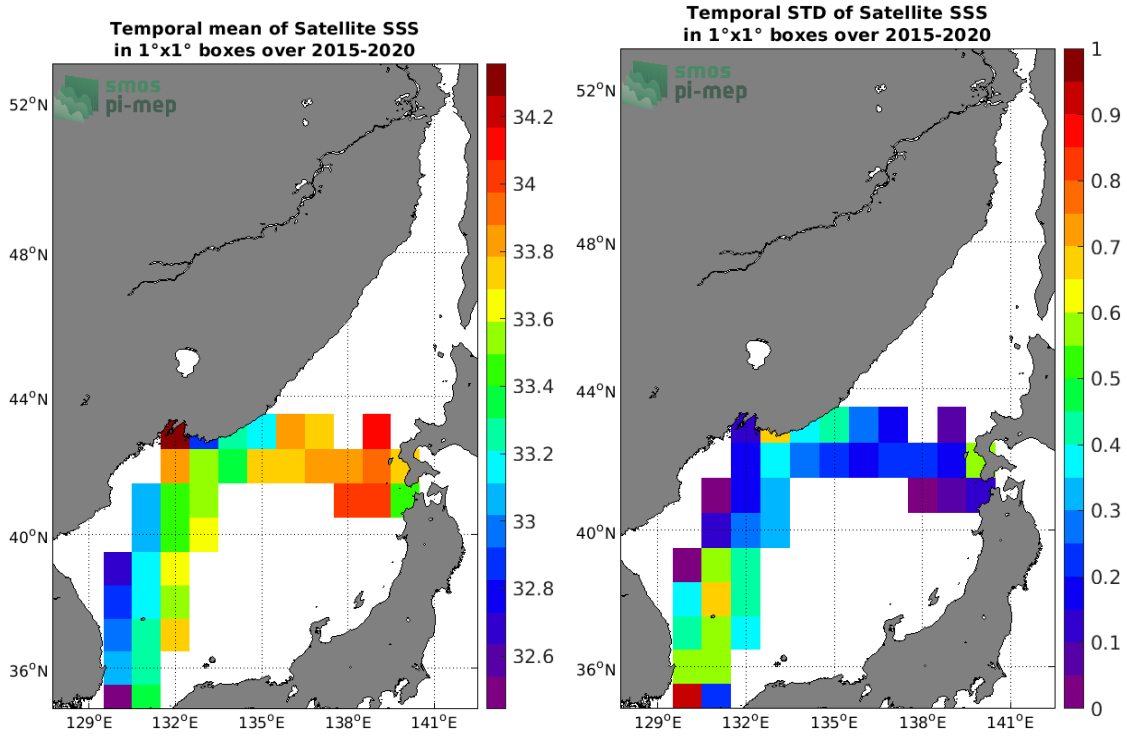 Temporal mean of Satellite SSS
in 1°x1° boxes over 2015-2020
smos
pi-mep
52°N
48°N
44°N
40°N
36°N
129°E
132°E
135°E
138°E
141°E
34.2
34
33.8
33.6
33.4
33.2
33
32.8
32.6
Temporal STD of Satellite SSS
in 1°x1° boxes over 2015-2020
smos
pi-mep
52°N
48°N
44°N
40°N
36°N
129°E
132°E
135°E
138°E
141°E
1
0.9
0.8
0.7
0.6
0.5
0.4
0.3
0.2
0.1
0